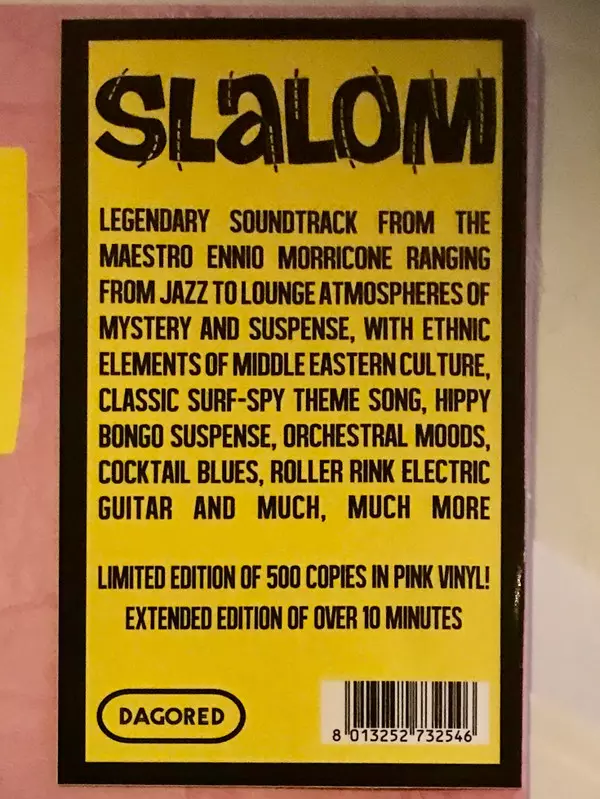 SLALOM
LEGENDARY SOUNDTRACK FROM THE
MAESTRO ENNIO MORRICONE RANGING
FROM JAZZ TO LOUNGE ATMOSPHERES OF
MYSTERY AND SUSPENSE, WITH ETHNIC
ELEMENTS OF MIDDLE EASTERN CULTURE,
CLASSIC SURF-SPY THEME SONG, HIPPY
BONGO SUSPENSE, ORCHESTRAL MOODS,
COCKTAIL BLUES, ROLLER RINK ELECTRIC
GUITAR AND MUCH, MUCH MORE
LIMITED EDITION OF 500 COPIES IN PINK VINYL!
EXTENDED EDITION OF OVER 10 MINUTES
DAGORED
8 013252 732546